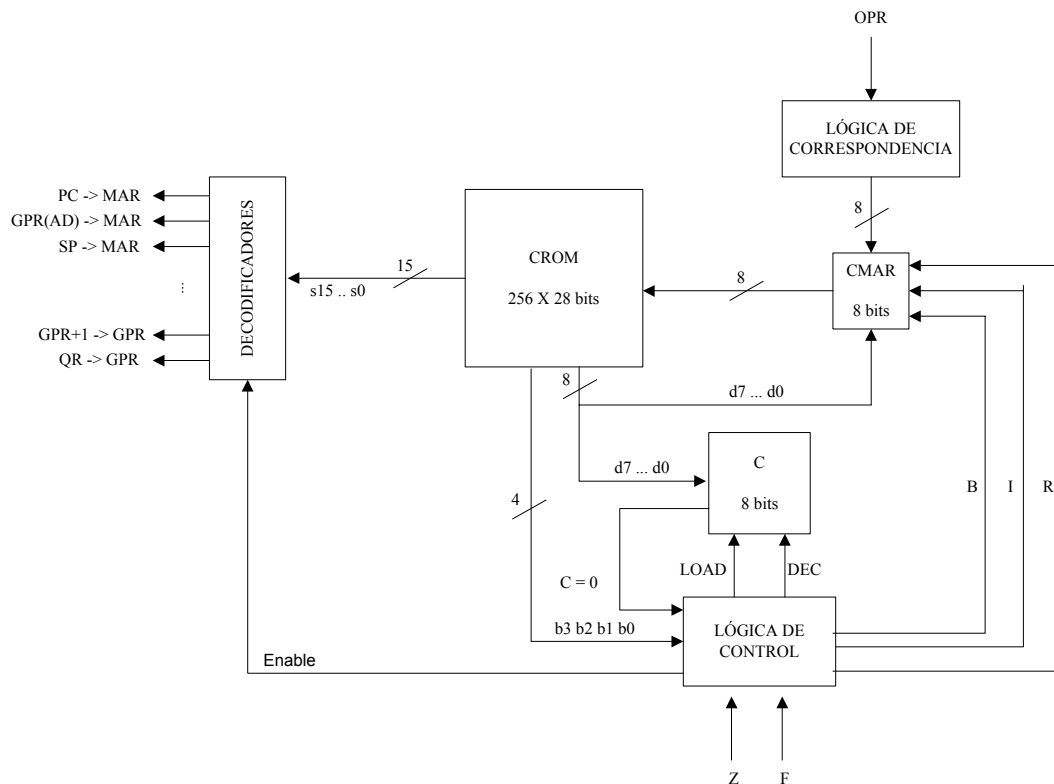 OPR
LÓGICA DE
CORRESPONDENCIA
8
PC -> MAR
GPR(AD) -> MAR
SP -> MAR
...
GPR+1 -> GPR
QR -> GPR
DECODIFICADORES
15
s15 .. s0
CROM
256 X 28 bits
8
CMAR
8 bits
8
d7 ... d0
d7 ... d0
C
8 bits
4
B
I
R
LOAD
DEC
C = 0
b3 b2 b1 b0
LÓGICA DE
CONTROL
Enable
Z
F